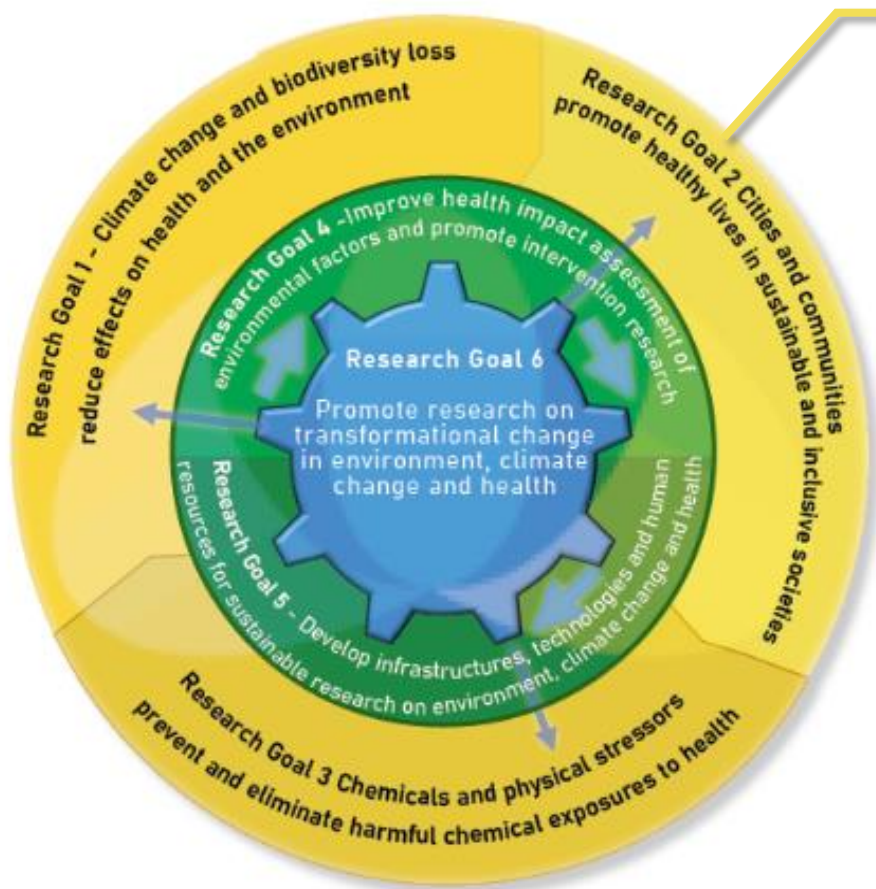 Research Goal 1 - Climate change and biodiversity loss
reduce effects on health and the environment
Research Goal 2 Cities and communities
promote healthy lives in sustainable and inclusive societies
Research Goal 3 Chemicals and physical stressors
prevent and eliminate harmful chemical exposures to health
Research Goal 4 -Improve health impact assessment of
environmental factors and promote intervention research
Research Goal 5 - Develop infrastructures, technologies and human
resources for sustainable research on environment, climate change and health
Research Goal 6
Promote research on
transformational change
in environment, climate
change and health